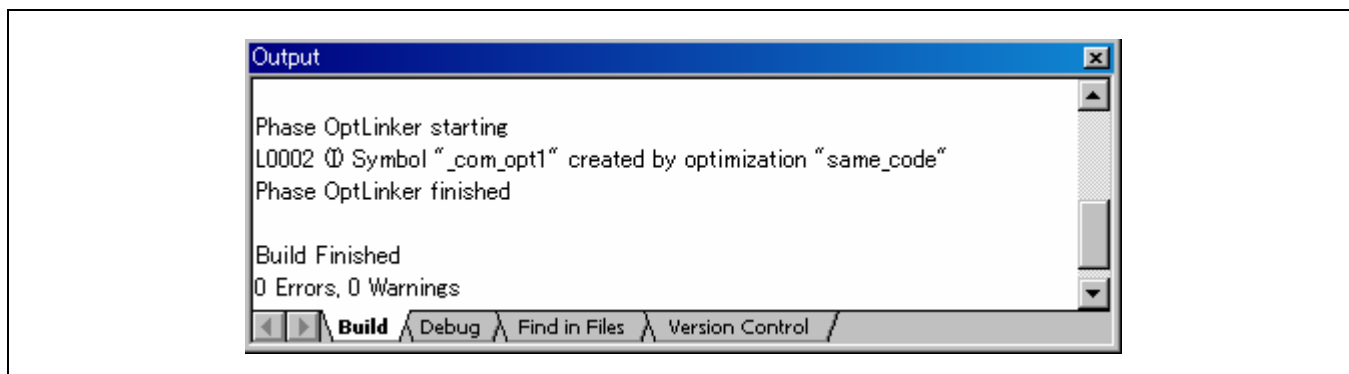 Output
Phase OptLinker starting
L0002 (I) Symbol "_com_opt1" created by optimization "same_code"
Phase OptLinker finished
Build Finished
0 Errors, 0 Warnings
Build Debug Find in Files Version Control